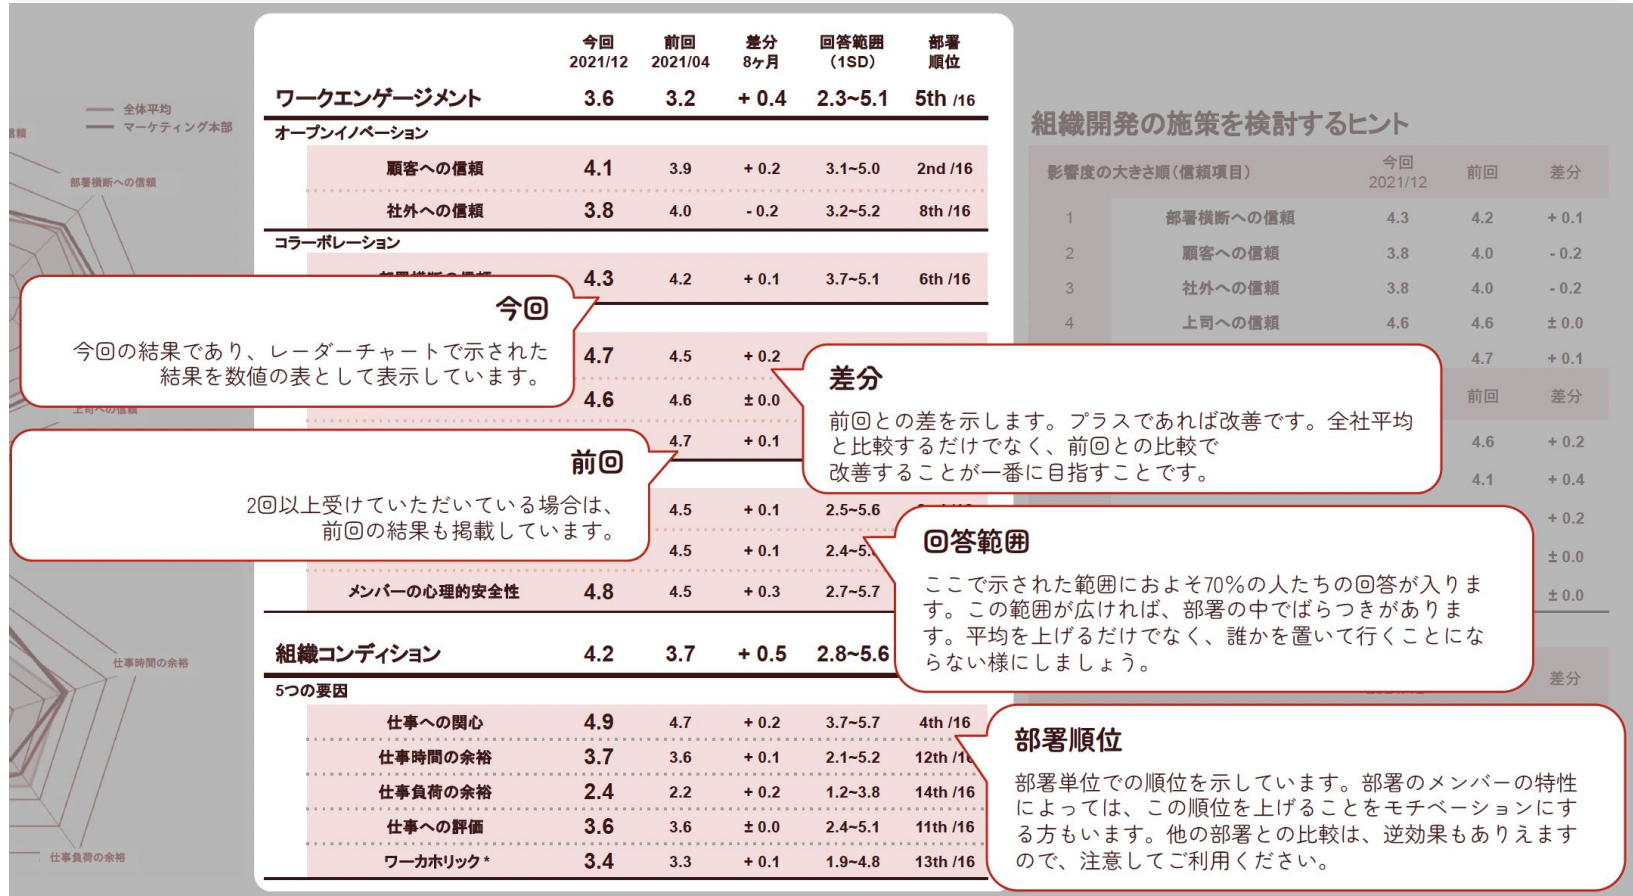 今回 前回 差分 回答範囲 部署
2021/12 2021/04 8ヶ月 （1SD） 順位
ワークエンゲージメント 3.6 3.2 + 0.4 2.3~5.1 5th /16
オープンイノベーション
顧客への信頼 4.1 3.9 + 0.2 3.1~5.0 2nd /16
社外への信頼 3.8 4.0 - 0.2 3.2~5.2 8th /16
コラーボレーション
4.3 4.2 + 0.1 3.7~5.1 6th /16
4.7 4.5 + 0.2
4.6 4.6 ± 0.0
4.7 + 0.1
4.5 + 0.1 2.5~5.6
4.5 + 0.1
メンバーの心理的安全性 4.8 4.5 + 0.3 2.7~5.7
組織コンディション 4.2 3.7 + 0.5 2.8~5.6
5つの要因
仕事への関心 4.9 4.7 + 0.2 3.7~5.7 4th /16
仕事時間の余裕 3.7 3.6 + 0.1 2.1~5.2 12th
仕事負荷の余裕 2.4 2.2 + 0.2 1.2~3.8 14th /16
仕事への評価 3.6 3.6 ± 0.0 2.4~5.1 11th /16
ワーカホリック * 3.4 3.3 + 0.1 1.9~4.8 13th /16
今回
今回の結果であり、レーダーチャートで示された
結果を数値の表として表示しています。
前回
2回以上受けていただいている場合は、
前回の結果も掲載しています。
差分
前回との差を示します。プラスであれば改善です。全社平均
と比較するだけでなく、前回との比較で
改善することが一番に目指すことです。
回答範囲
ここで示された範囲におよそ70%の人たちの回答が入りま
す。この範囲が広ければ、部署の中でばらつきがありま
す。平均を上げるだけでなく、誰かを置いて行くことにな
らない様にしましょう。
部署順位
部署単位での順位を示しています。部署のメンバーの特性
によっては、この順位を上げることをモチベーションにす
る方もいます。他の部署との比較は、逆効果もありえます
ので、注意してご利用ください。
全体平均
マーケティング本部
部署横断への信頼
上司への信頼
仕事時間の余裕
仕事負荷の余裕
組織開発の施策を検討するヒント
影響度の大きさ順（信頼項目） 今回 前回 差分
2021/12
1 部署横断への信頼 4.3 4.2 + 0.1
2 顧客への信頼 3.8 4.0 - 0.2
3 社外への信頼 3.8 4.0 - 0.2
4 上司への信頼 4.6 4.6 ± 0.0
4.7 + 0.1
前回 差分
4.6 + 0.2
4.1 + 0.4
+ 0.2
± 0.0
± 0.0
差分